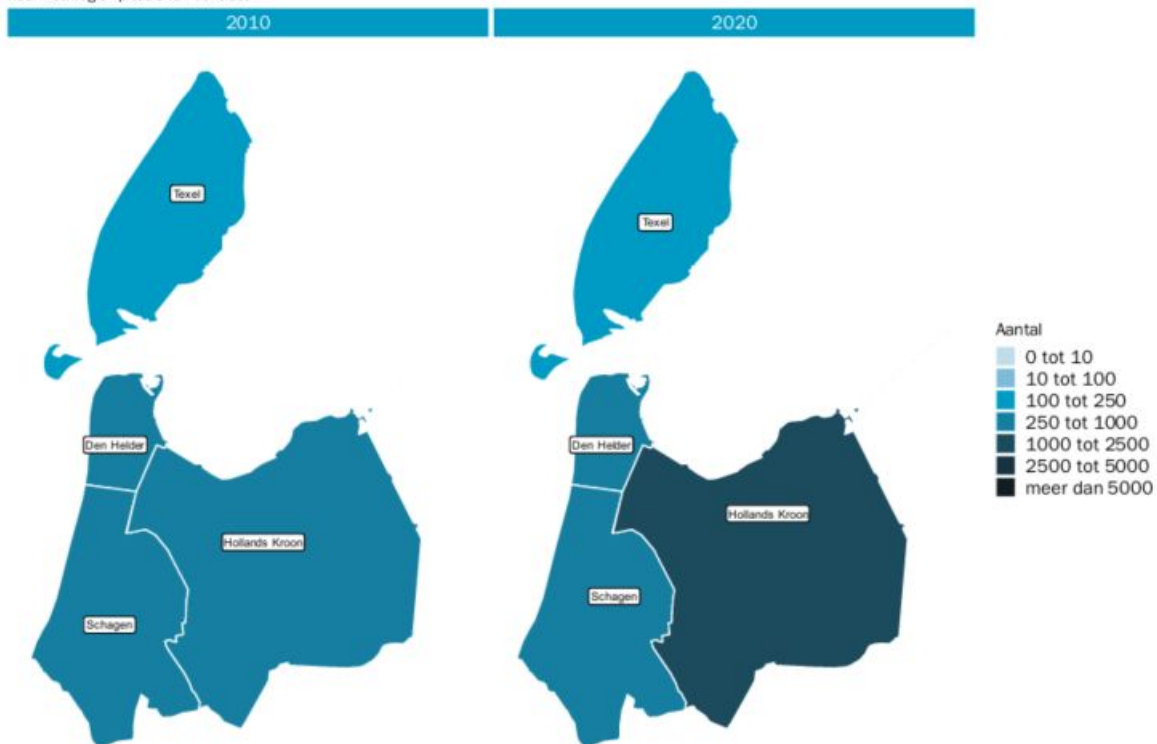 2010
2020
Texel
Texel
Den Helder
Den Helder
Hollands Kroon
Hollands Kroon
Schagen
Schagen
Aantal
0 tot 10
10 tot 100
100 tot 250
250 tot 1000
1000 tot 2500
2500 tot 5000
meer dan 5000